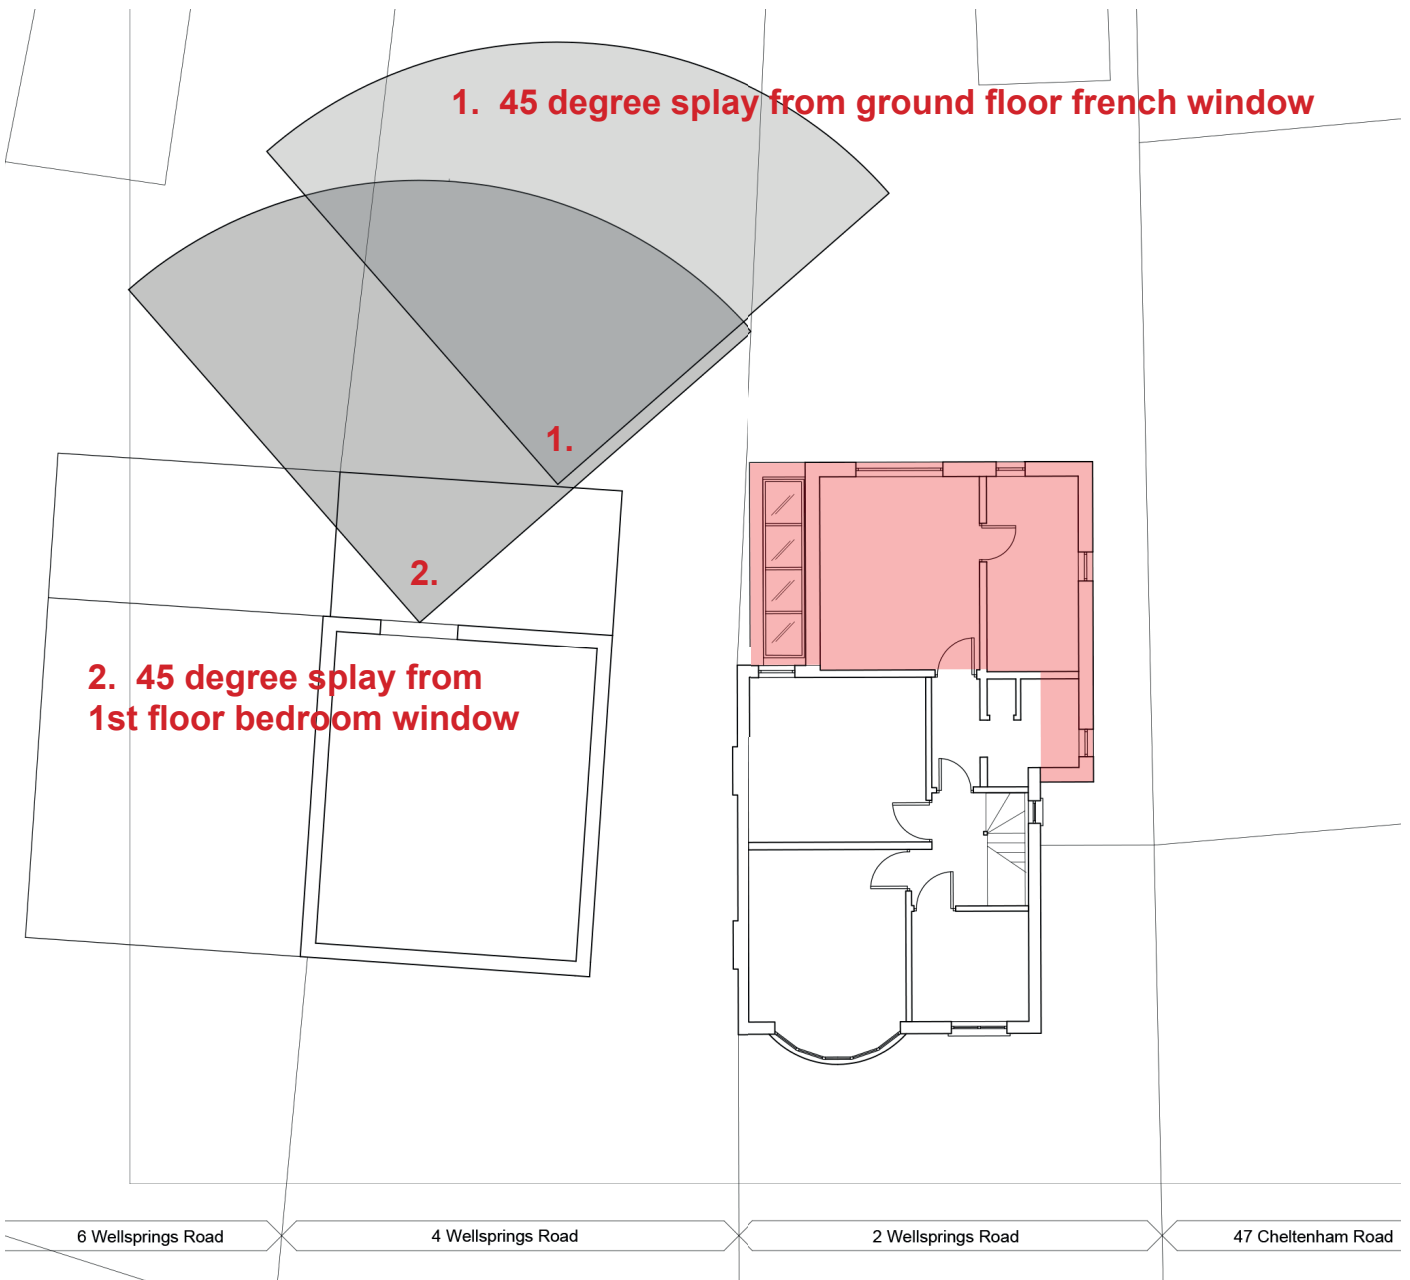 1. 45 degree splay from ground floor french window
1.
2.
2. 45 degree splay from
1st floor bedroom window
6 Wellsprings Road
4 Wellsprings Road
2 Wellsprings Road
47 Cheltenham Road